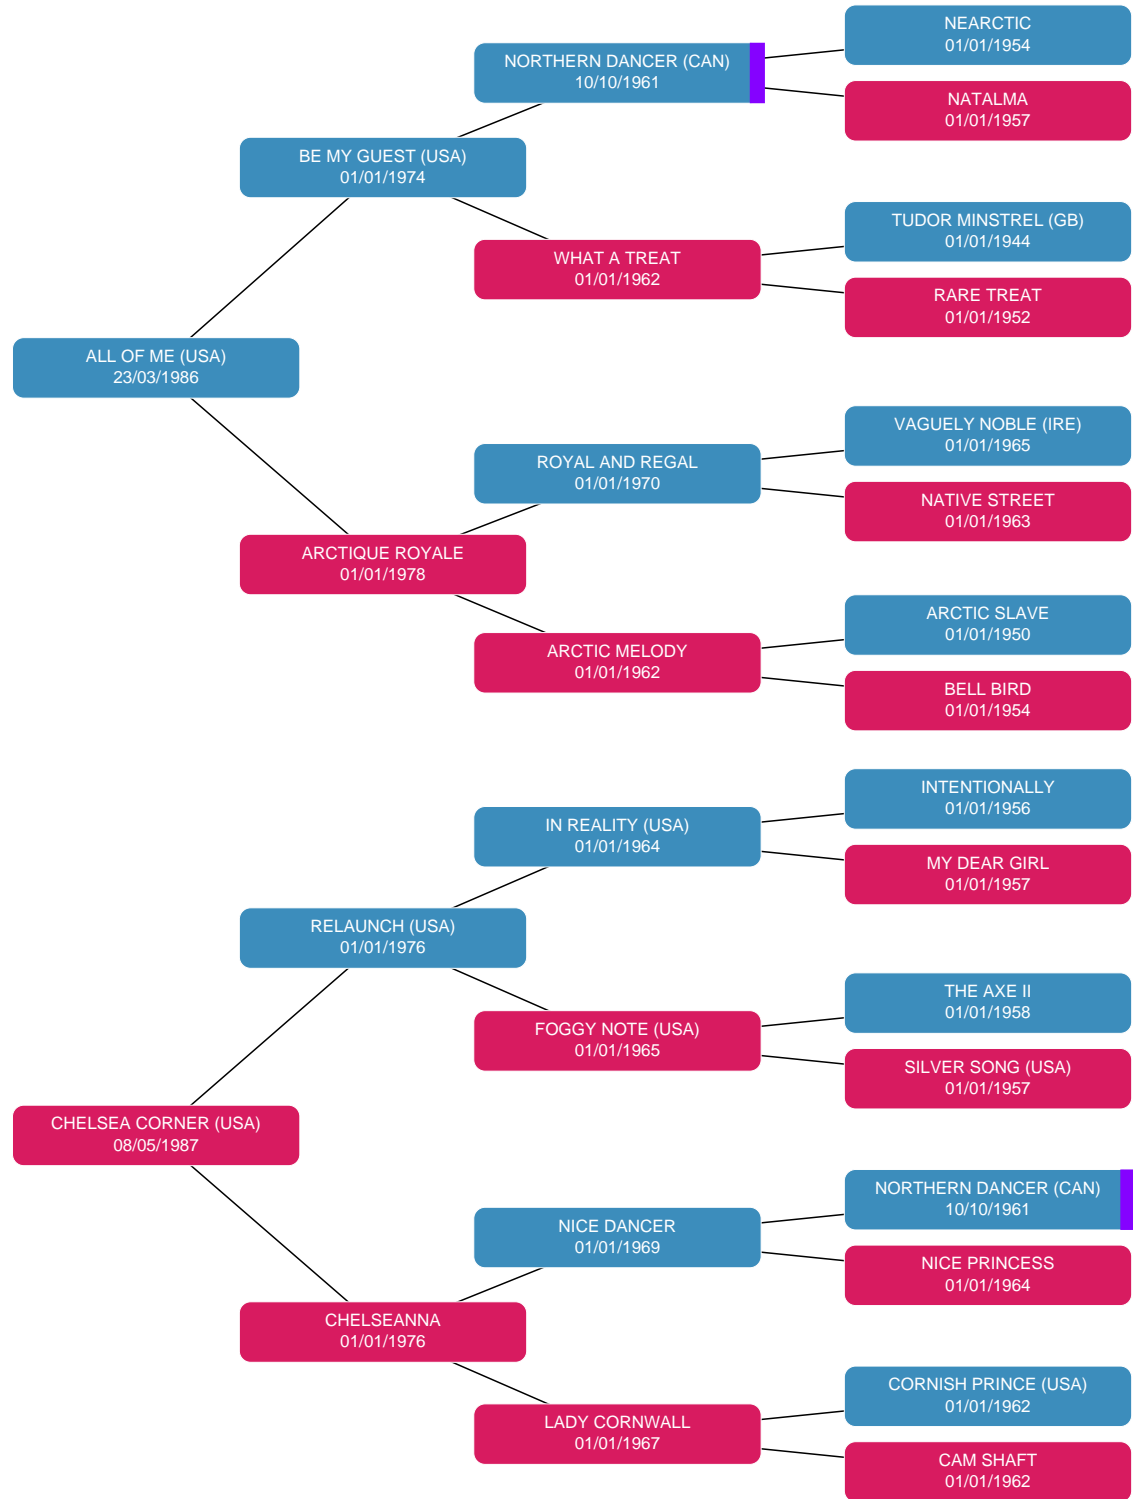 NEARCTIC
01/01/1954
NORTHERN DANCER (CAN)
10/10/1961
NATALMA
01/01/1957
BE MY GUEST (USA)
01/01/1974
TUDOR MINSTREL (GB)
01/01/1944
WHAT A TREAT
01/01/1962
RARE TREAT
01/01/1952
ALL OF ME (USA)
23/03/1986
VAGUELY NOBLE (IRE)
01/01/1965
ROYAL AND REGAL
01/01/1970
NATIVE STREET
01/01/1963
ARCTIQUE ROYALE
01/01/1978
ARCTIC SLAVE
01/01/1950
ARCTIC MELODY
01/01/1962
BELL BIRD
01/01/1954
INTENTIONALLY
01/01/1956
IN REALITY (USA)
01/01/1964
MY DEAR GIRL
01/01/1957
RELAUNCH (USA)
01/01/1976
THE AXE II
01/01/1958
FOGGY NOTE (USA)
01/01/1965
SILVER SONG (USA)
01/01/1957
CHELSEA CORNER (USA)
08/05/1987
NORTHERN DANCER (CAN)
10/10/1961
NICE DANCER
01/01/1969
NICE PRINCESS
01/01/1964
CHELSEANNA
01/01/1976
CORNISH PRINCE (USA)
01/01/1962
LADY CORNWALL
01/01/1967
CAM SHAFT
01/01/1962